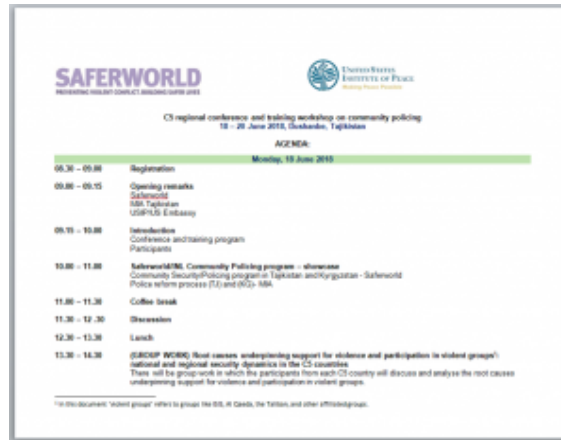 SAFERWORLD
PREVENTING VIOLENT CONFLICT. BUILDING SAFER LIVES
UNITED STATES
INSTITUTE OF PEACE
Making Peace Possible
C5 regional conference and training workshop on community policing
18 – 20 June 2018, Dushanbe, Tajikistan
AGENDA:
Monday, 18 June 2018
08.30 – 09.00 Registration
09.00 – 09.15 Opening remarks
Saferworld
MIA Tajikistan
USIP/US Embassy
09.15 – 10.00 Introduction
Conference and training program
Participants
10.00 – 11.00 Saferworld/INL Community Policing program – showcase
Community Security/Policing program in Tajikistan and Kyrgyzstan - Saferworld
Police reform process (TJ) and (KG)- MIA
11.00 – 11.30 Coffee break
11.30 – 12.30 Discussion
12.30 – 13.30 Lunch
13.30 – 14.30 (GROUP WORK) Root causes underpinning support for violence and participation in violent groups¹:
national and regional security dynamics in the C5 countries
There will be group work in which the participants from each C5 country will discuss and analyse the root causes
underpinning support for violence and participation in violent groups.
¹ In this document 'violent groups' refers to groups like ISIS, Al Qaeda, the Taliban, and other affiliated groups.